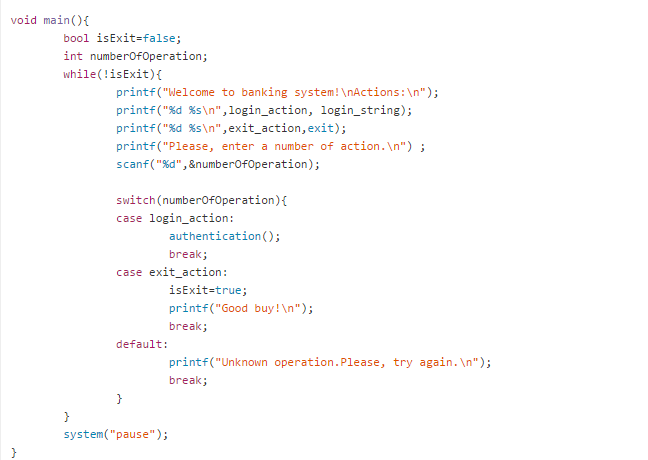 void main(){
bool isExit=false;
int numberOfOperation;
while(!isExit){
printf("Welcome to banking system!\nActions:\n");
printf("%d %s\n",login_action, login_string);
printf("%d %s\n",exit_action,exit);
printf("Please, enter a number of action.\n") ;
scanf("%d",&numberOfOperation);
switch(numberOfOperation){
case login_action:
authentication();
break;
case exit_action:
isExit=true;
printf("Good buy!\n");
break;
default:
printf("Unknown operation.Please, try again.\n");
break;
}
}
system("pause");
}